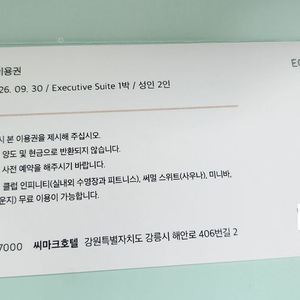 이용권
EC
26. 09. 30 / Executive Suite 1박 / 성인 2인
시 본 이용권을 제시해 주십시오.
양도 및 현금으로 반환되지 않습니다.
사전 예약을 해주시기 바랍니다.
클럽 인피니티(실내외 수영장과 피트니스), 써멀 스위트(사우나), 미니바,
운지) 무료 이용이 가능합니다.
7000 씨마크호텔 강원특별자치도 강릉시 해안로 406번길 2